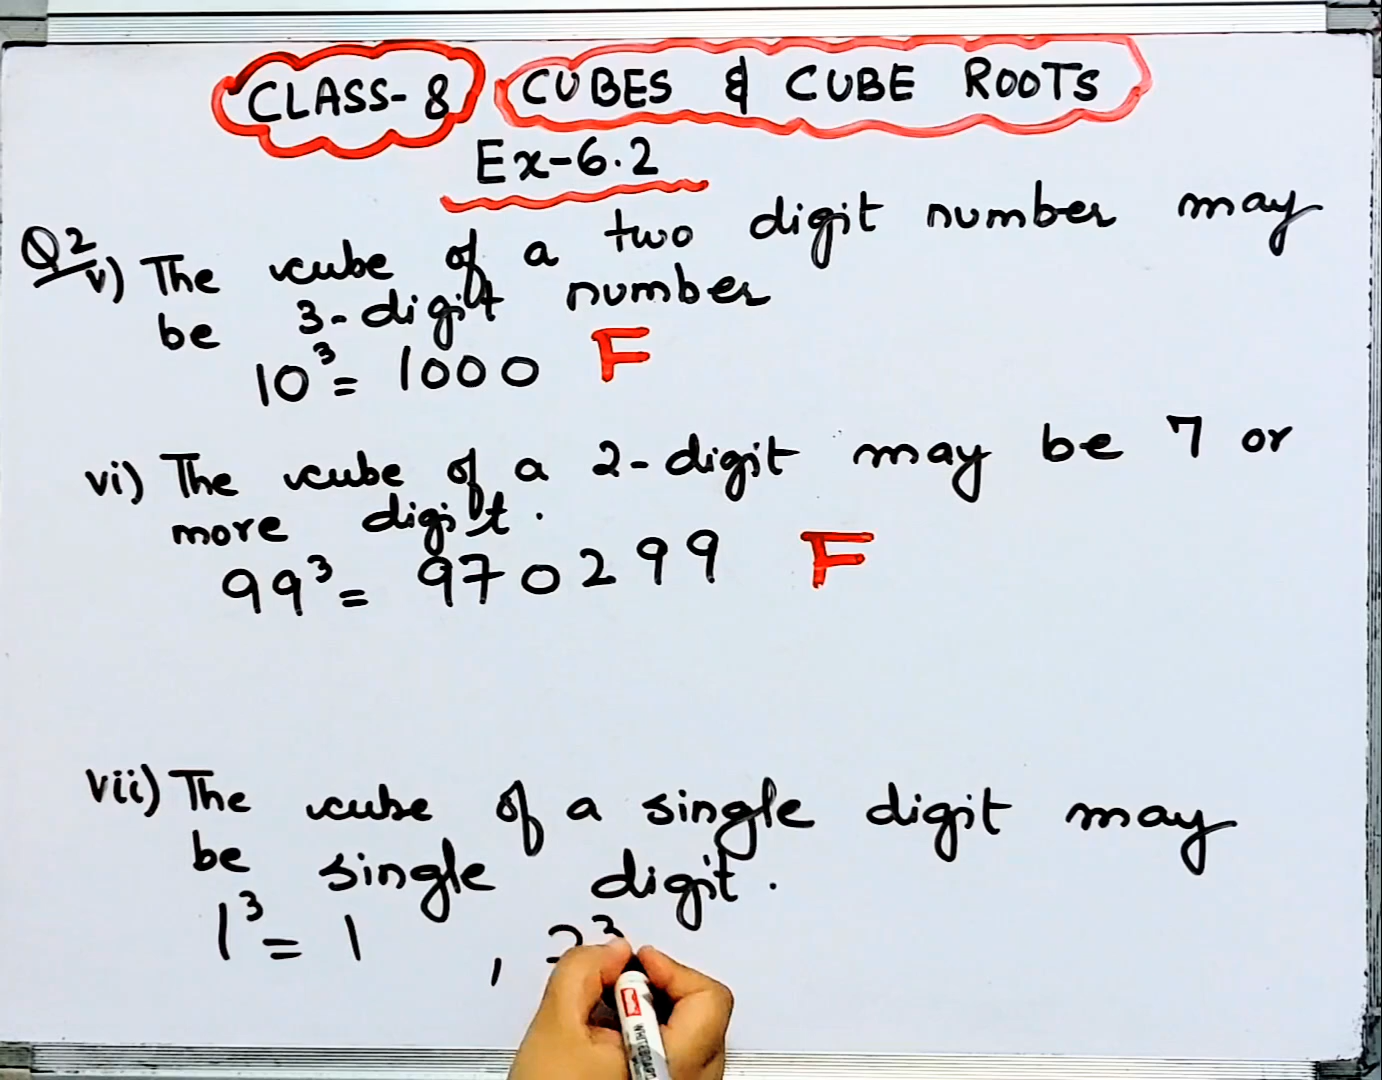 CLASS-8 CUBES & CUBE ROOTS
Ex-6.2
Q2
v) The cube of a two digit number may
be 3-digit number
10³= 1000 F
vi) The cube of a 2-digit may be 7 or
more digit.
99³= 970299 F
vii) The cube of a single digit may
be single digit.
1³= 1 , 2³
WHITEBOARD